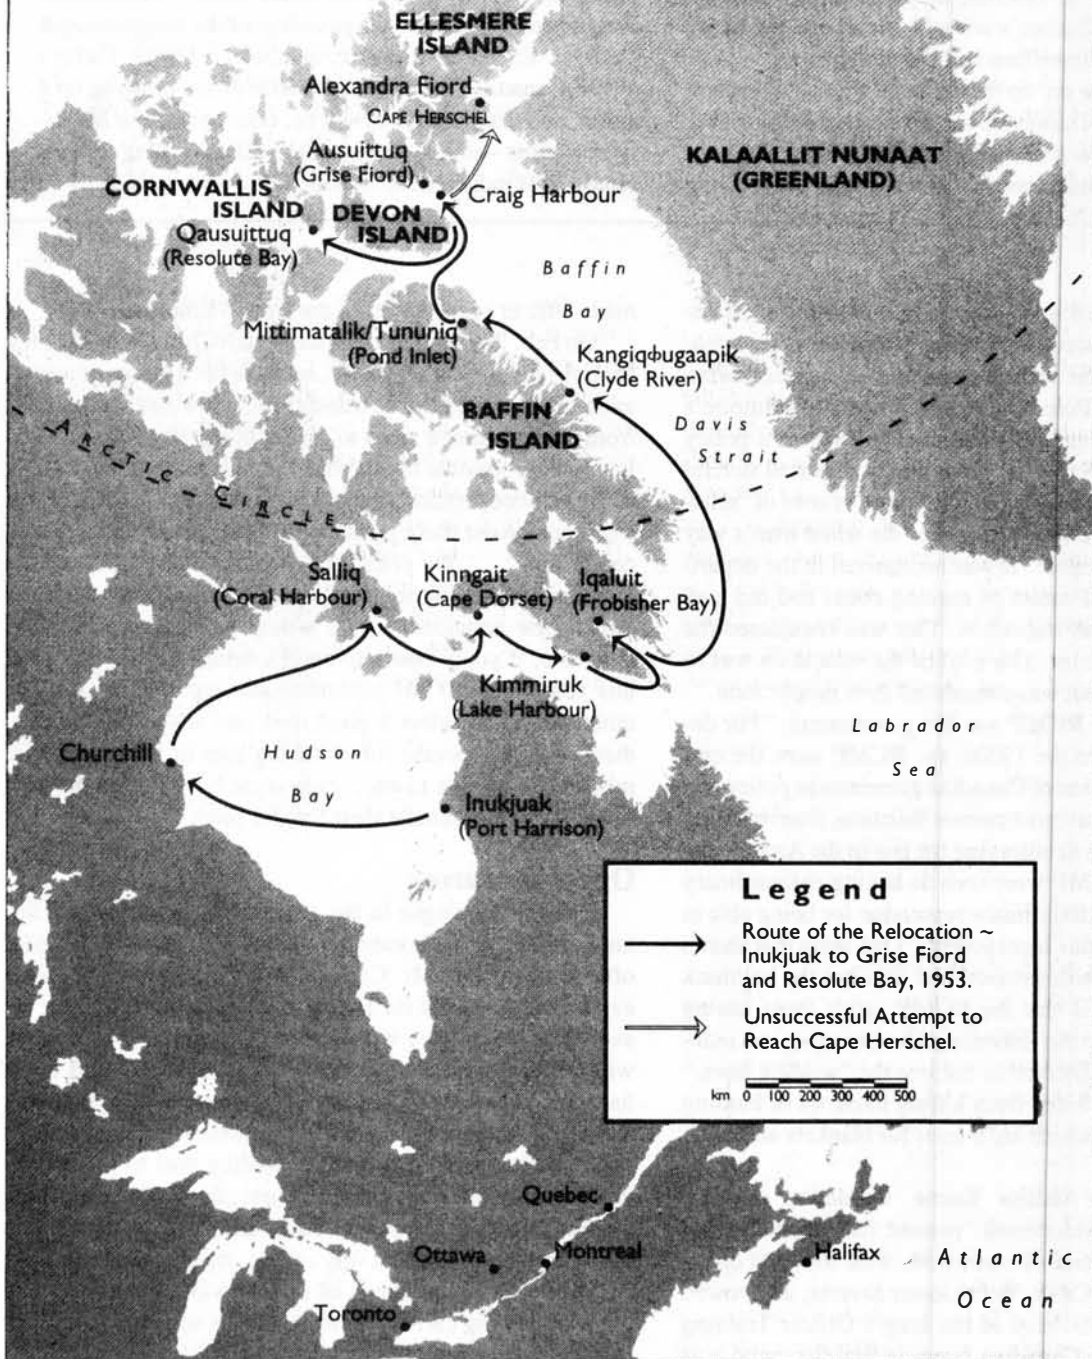 ELLESMERE
ISLAND
Alexandra Fiord
CAPE HERSCHEL
Ausuittuq
(Grise Fiord)
KALAALLIT NUNAAT
(GREENLAND)
CORNWALLIS
ISLAND
DEVON
ISLAND
Craig Harbour
Qausuittuq
(Resolute Bay)
Baffin
Bay
Mittimatalik/Tununiq
(Pond Inlet)
Kangiqϕugaapik
(Clyde River)
BAFFIN
ISLAND
Davis
Strait
ARCTIC CIRCLE
Salliq
(Coral Harbour)
Kinngait
(Cape Dorset)
Iqaluit
(Frobisher Bay)
Kimmiruk
(Lake Harbour)
Labrador
Sea
Churchill
Hudson
Bay
Inukjuak
(Port Harrison)
Legend
Route of the Relocation ~
Inukjuak to Grise Fiord
and Resolute Bay, 1953.
Unsuccessful Attempt to
Reach Cape Herschel.
km 0 100 200 300 400 500
Quebec
Ottawa
Montreal
Halifax
Toronto
Atlantic
Ocean